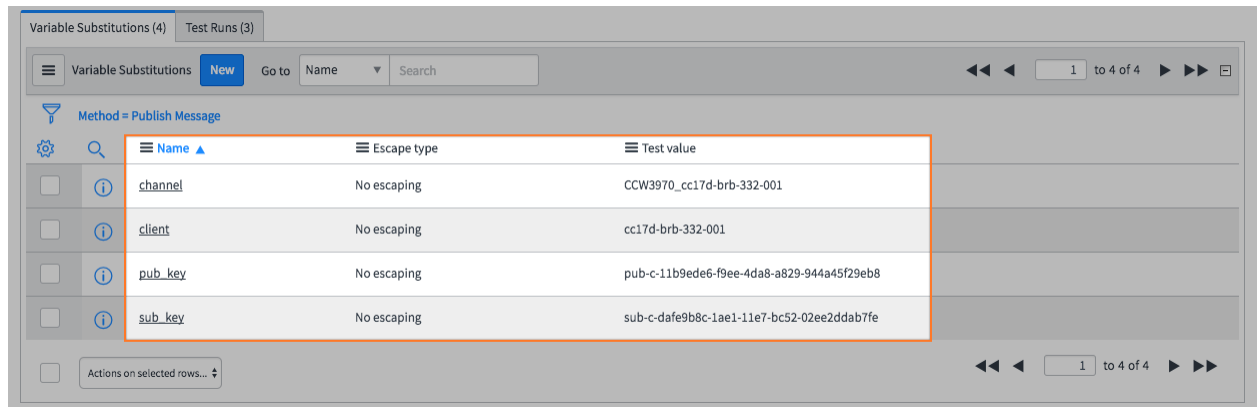 Variable Substitutions (4) Test Runs (3)
Variable Substitutions New Go to Name Search 1 to 4 of 4
Method = Publish Message
Name Escape type Test value
channel No escaping CCW3970_cc17d-brb-332-001
client No escaping cc17d-brb-332-001
pub_key No escaping pub-c-11b9ede6-f9ee-4da8-a829-944a45f29eb8
sub_key No escaping sub-c-dafe9b8c-1ae1-11e7-bc52-02ee2ddab7fe
Actions on selected rows... 1 to 4 of 4